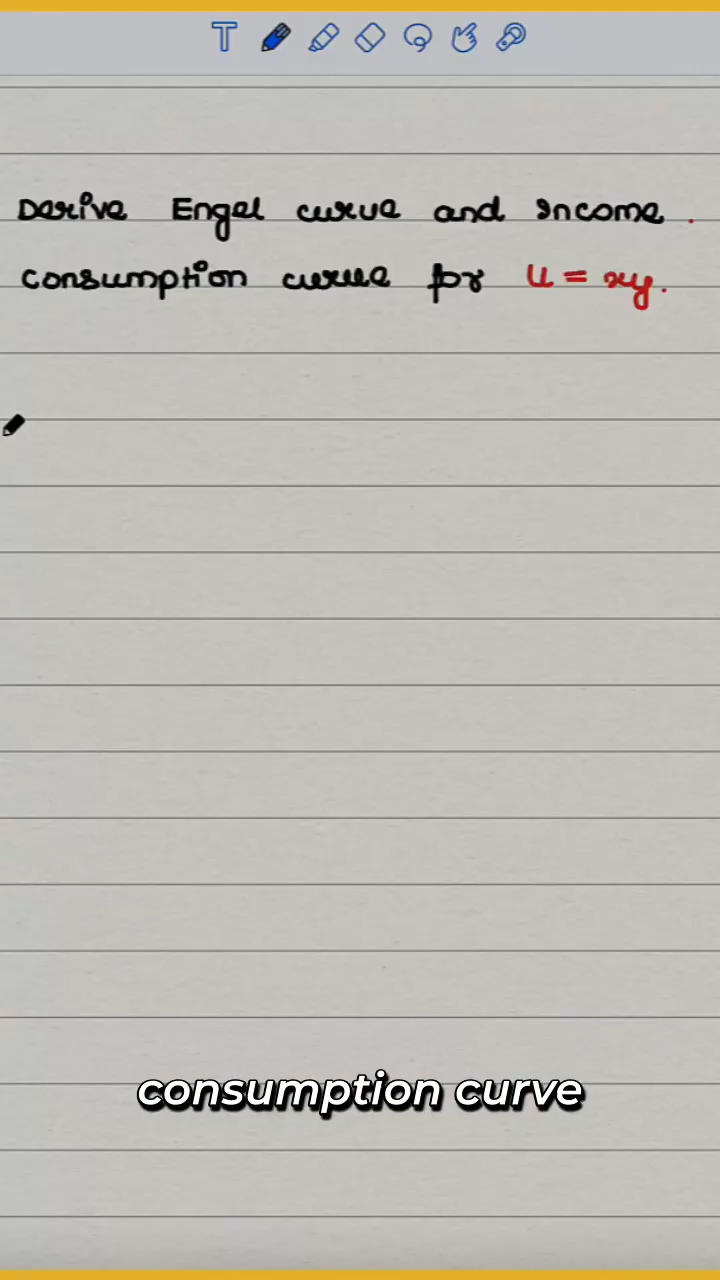 T
Derive Engel curve and Income.
consumption curve for U = xy.
consumption curve